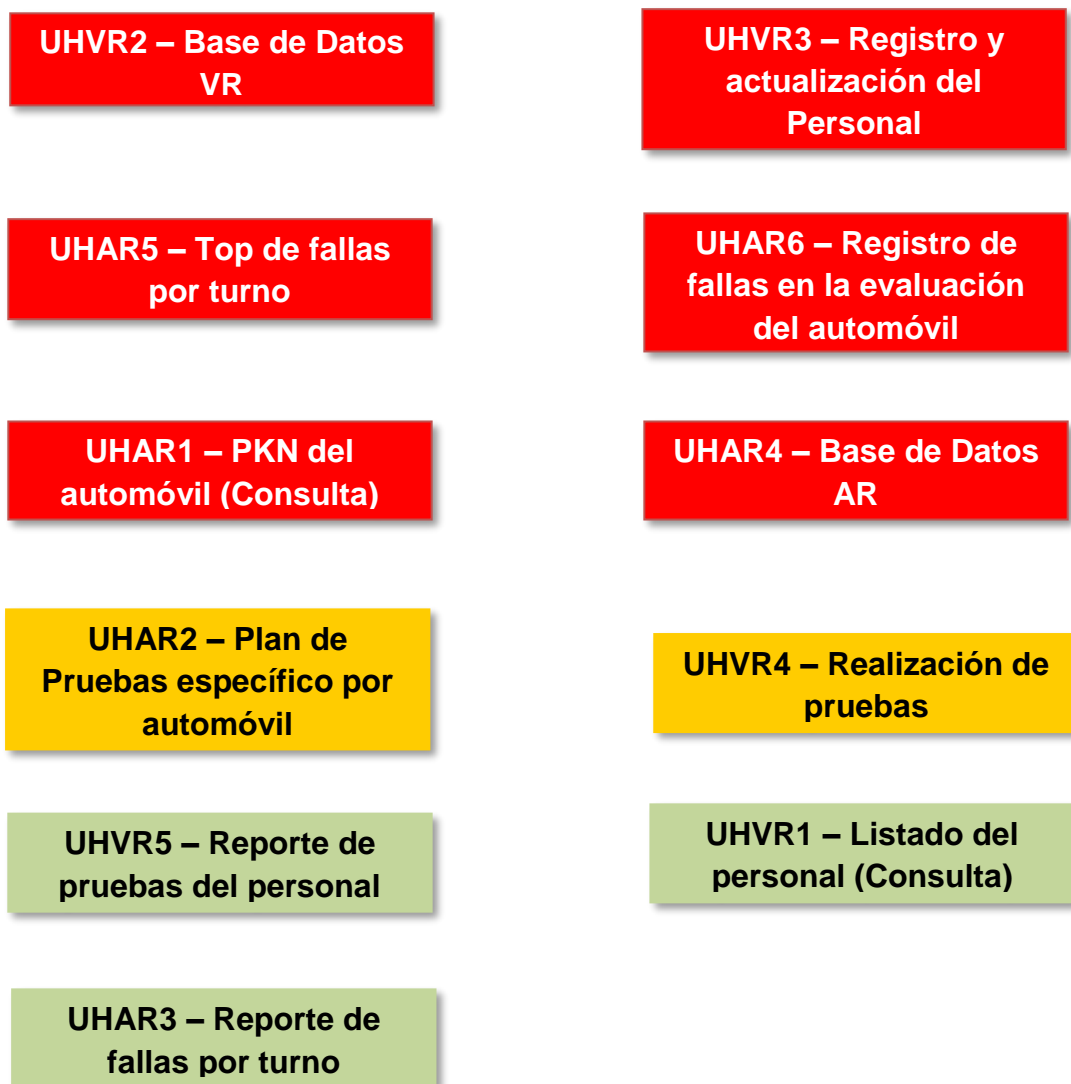 UHVR2 – Base de Datos
VR
UHVR3 – Registro y
actualización del
Personal
UHAR5 – Top de fallas
por turno
UHAR6 – Registro de
fallas en la evaluación
del automóvil
UHAR1 – PKN del
automóvil (Consulta)
UHAR4 – Base de Datos
AR
UHAR2 – Plan de
Pruebas específico por
automóvil
UHVR4 – Realización de
pruebas
UHVR5 – Reporte de
pruebas del personal
UHVR1 – Listado del
personal (Consulta)
UHAR3 – Reporte de
fallas por turno